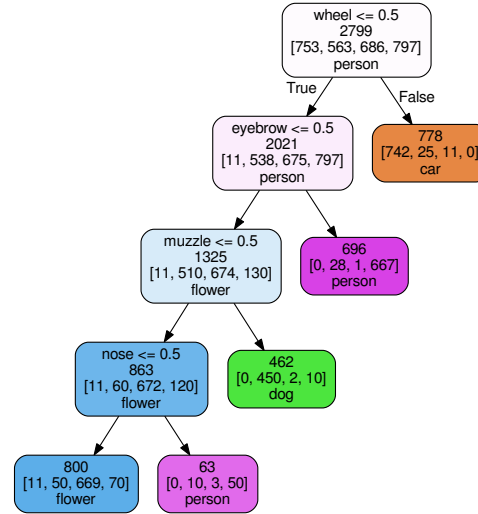 wheel <= 0.5
2799
[753, 563, 686, 797]
person
True
False
eyebrow <= 0.5
2021
[11, 538, 675, 797]
person
778
[742, 25, 11, 0]
car
muzzle <= 0.5
1325
[11, 510, 674, 130]
flower
696
[0, 28, 1, 667]
person
nose <= 0.5
863
[11, 60, 672, 120]
flower
462
[0, 450, 2, 10]
dog
800
[11, 50, 669, 70]
flower
63
[0, 10, 3, 50]
person